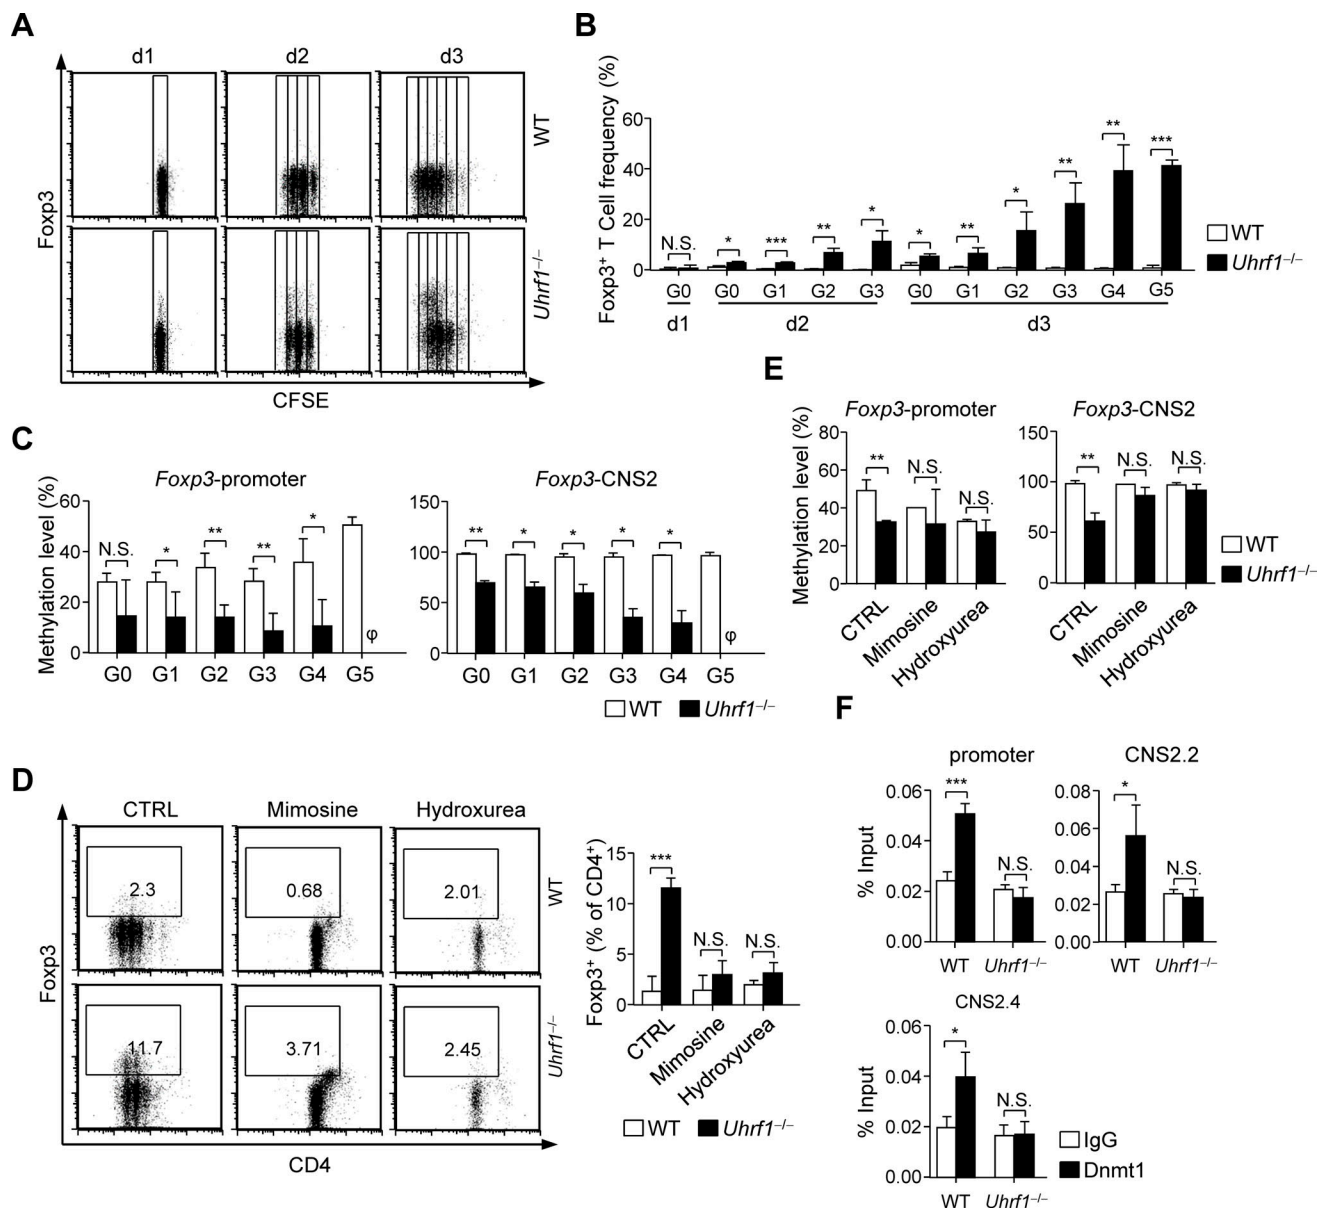 A
d1 d2 d3
Foxp3
WT
Uhrf1–/–
CFSE
B
Foxp3+ T Cell frequency (%)
60
40
20
0
N.S. * *** ** * * ** * ** ** ***
G0 G0 G1 G2 G3 G0 G1 G2 G3 G4 G5
d1 d2 d3
WT
Uhrf1–/–
C
Foxp3-promoter
Methylation level (%)
60
40
20
0
N.S. * ** ** * φ
G0 G1 G2 G3 G4 G5
Foxp3-CNS2
150
100
50
0
** * * * * φ
G0 G1 G2 G3 G4 G5
WT Uhrf1–/–
E
Foxp3-promoter
Methylation level (%)
80
60
40
20
0
** N.S. N.S.
CTRL
Mimosine
Hydroxyurea
Foxp3-CNS2
150
100
50
0
** N.S. N.S.
CTRL
Mimosine
Hydroxyurea
WT
Uhrf1–/–
D
CTRL Mimosine Hydroxurea
Foxp3
2.3 0.68 2.01
WT
11.7 3.71 2.45
Uhrf1–/–
CD4
Foxp3+ (% of CD4+)
15
10
5
0
*** N.S. N.S.
CTRL
Mimosine
Hydroxyurea
WT Uhrf1–/–
F
promoter
% Input
0.06
0.04
0.02
0.00
*** N.S.
WT Uhrf1–/–
CNS2.2
0.08
0.06
0.04
0.02
0.00
* N.S.
WT Uhrf1–/–
CNS2.4
% Input
0.06
0.04
0.02
0.00
* N.S.
WT Uhrf1–/–
IgG
Dnmt1